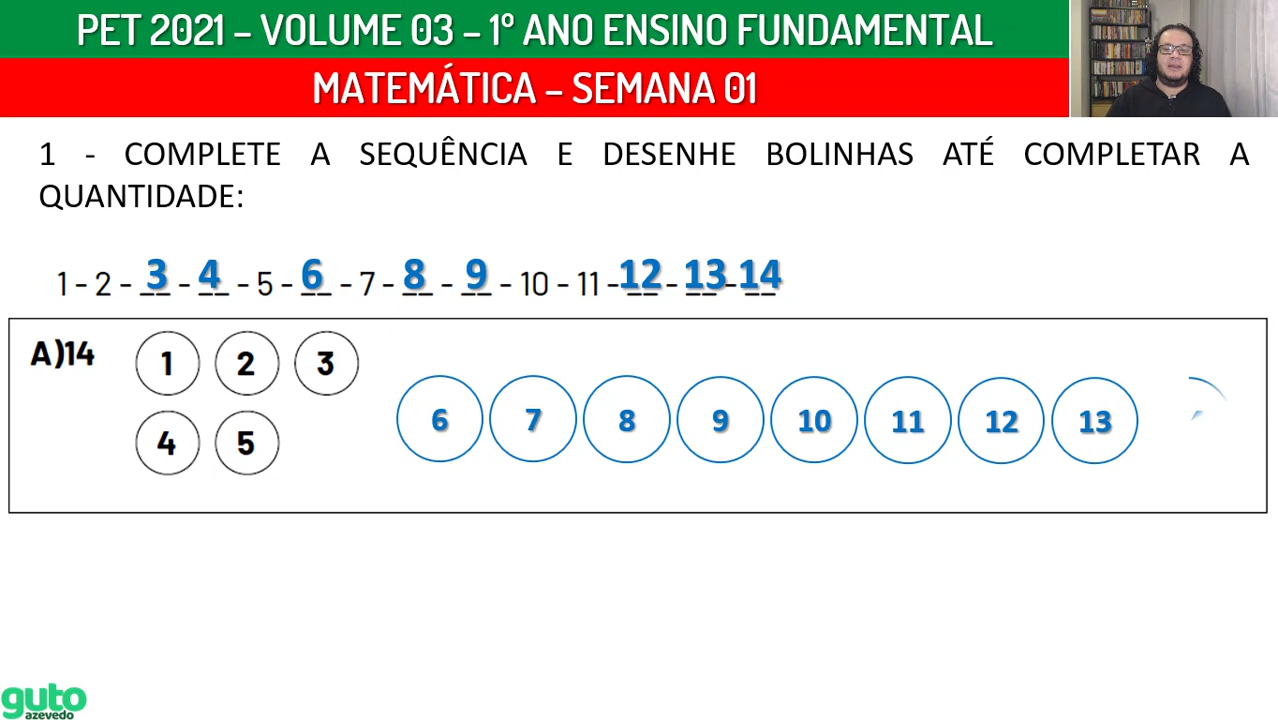 PET 2021 – VOLUME 03 – 1º ANO ENSINO FUNDAMENTAL
MATEMÁTICA – SEMANA 01
1 - COMPLETE A SEQUÊNCIA E DESENHE BOLINHAS ATÉ COMPLETAR A
QUANTIDADE:
1 - 2 - 3 - 4 - 5 - 6 - 7 - 8 - 9 - 10 - 11 - 12 - 13 - 14
A)14 1 2 3
6 7 8 9 10 11 12 13
4 5
guto
azevedo